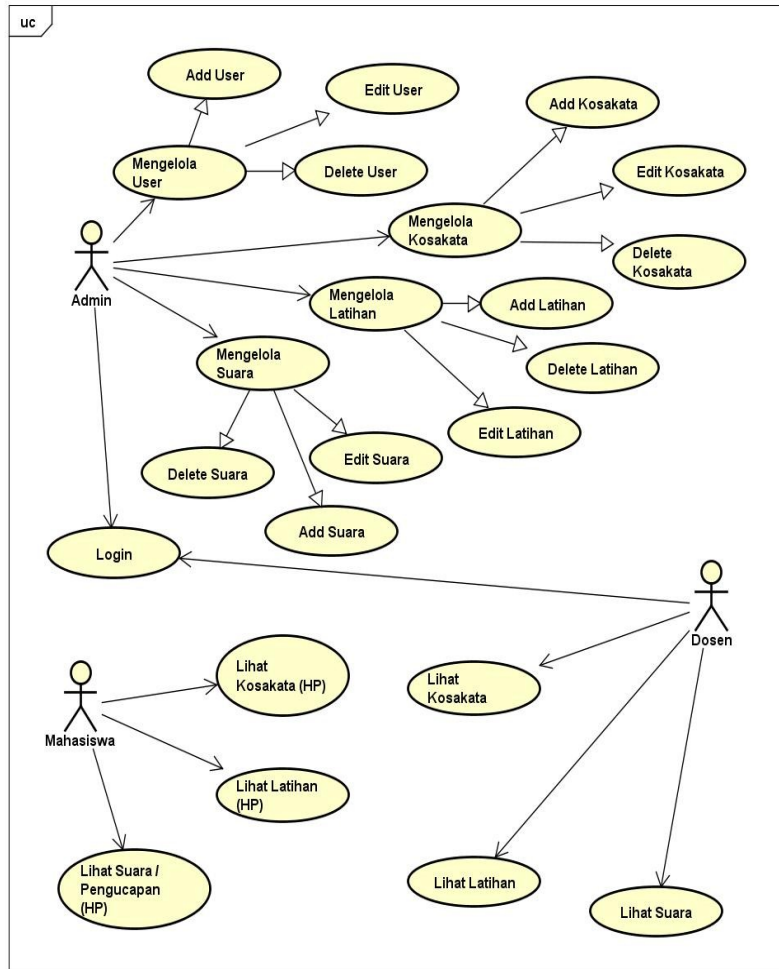 uc
Add User
Edit User
Add Kosakata
Mengelola
User
Delete User
Edit Kosakata
Mengelola
Kosakata
Delete
Kosakata
Admin
Mengelola
Latihan
Add Latihan
Mengelola
Suara
Delete Latihan
Edit Latihan
Edit Suara
Delete Suara
Add Suara
Login
Dosen
Lihat
Kosakata (HP)
Lihat
Kosakata
Mahasiswa
Lihat Latihan
(HP)
Lihat Suara /
Pengucapan
(HP)
Lihat Latihan
Lihat Suara